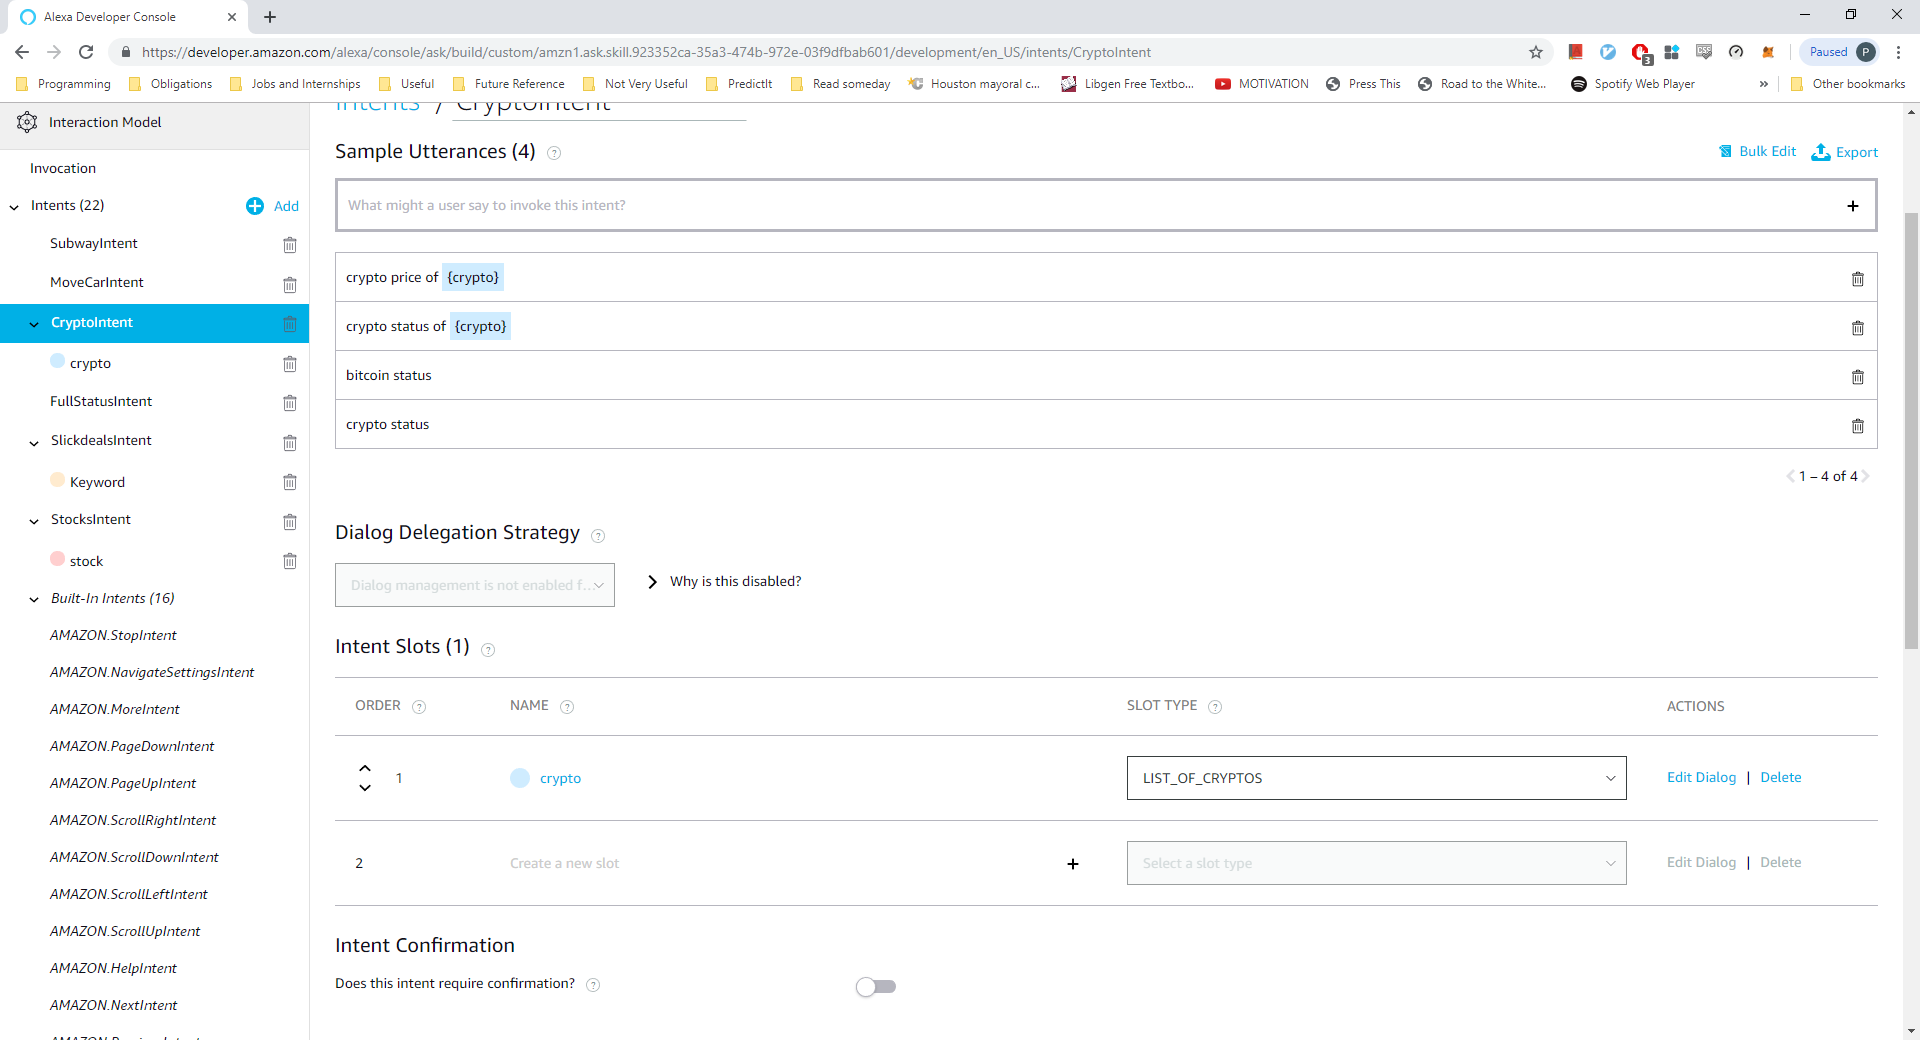 Alexa Developer Console
https://developer.amazon.com/alexa/console/ask/build/custom/amzn1.ask.skill.923352ca-35a3-474b-972e-03f9dfbab601/development/en_US/intents/CryptoIntent
3
Paused P
Programming Obligations Jobs and Internships Useful Future Reference Not Very Useful PredictIt Read someday Houston mayoral c... Libgen Free Textbo... MOTIVATION Press This Road to the White... Spotify Web Player » Other bookmarks
Interaction Model
Invocation
Intents (22) Add
SubwayIntent
MoveCarIntent
CryptoIntent
crypto
FullStatusIntent
SlickdealsIntent
Keyword
StocksIntent
stock
Built-In Intents (16)
AMAZON.StopIntent
AMAZON.NavigateSettingsIntent
AMAZON.MoreIntent
AMAZON.PageDownIntent
AMAZON.PageUpIntent
AMAZON.ScrollRightIntent
AMAZON.ScrollDownIntent
AMAZON.ScrollLeftIntent
AMAZON.ScrollUpIntent
AMAZON.HelpIntent
AMAZON.NextIntent
Intents / CryptoIntent
Sample Utterances (4) ?
Bulk Edit Export
What might a user say to invoke this intent? +
crypto price of {crypto}
crypto status of {crypto}
bitcoin status
crypto status
1 – 4 of 4
Dialog Delegation Strategy ?
Dialog management is not enabled f...
Why is this disabled?
Intent Slots (1) ?
ORDER ? NAME ? SLOT TYPE ? ACTIONS
1 crypto LIST_OF_CRYPTOS Edit Dialog | Delete
2 Create a new slot + Select a slot type Edit Dialog | Delete
Intent Confirmation
Does this intent require confirmation? ?